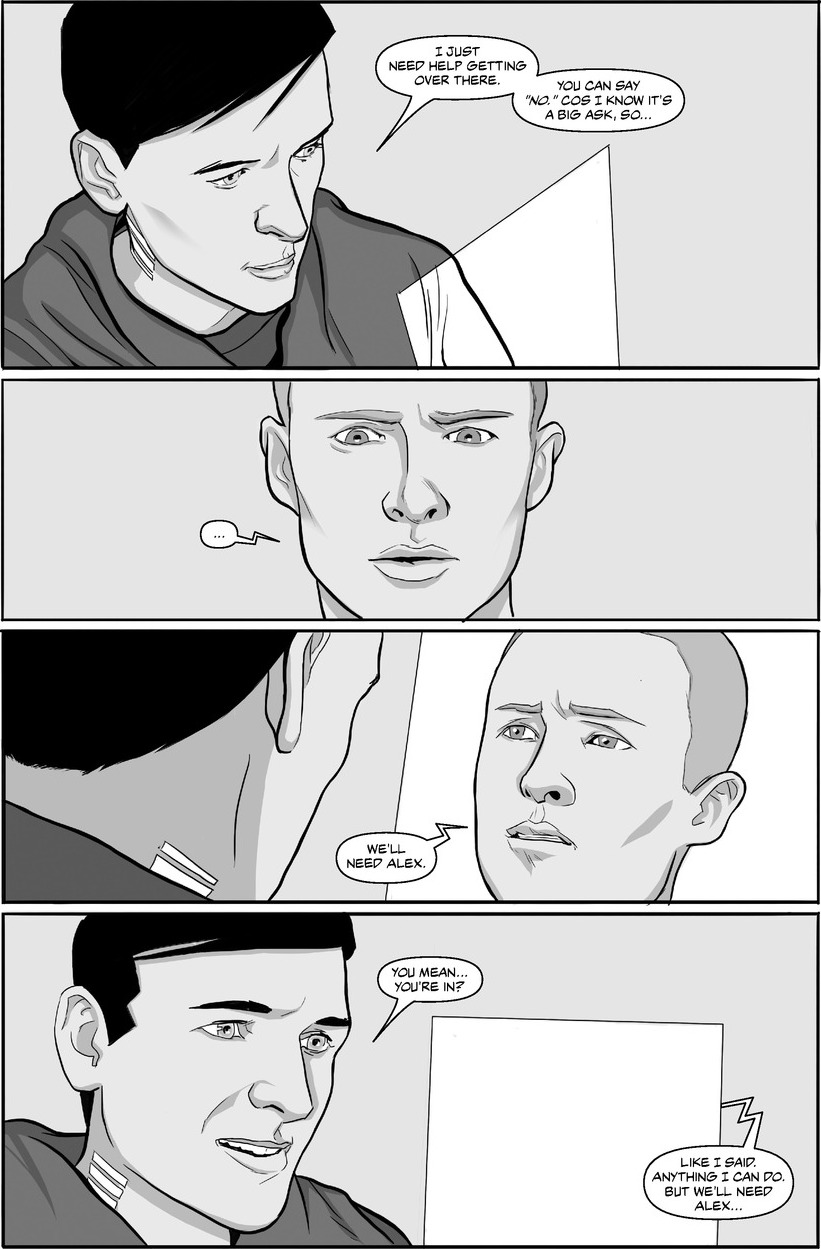 I JUST
NEED HELP GETTING
OVER THERE.
YOU CAN SAY
"NO." COS I KNOW IT'S
A BIG ASK, SO...
...
WE'LL
NEED ALEX.
YOU MEAN...
YOU'RE IN?
LIKE I SAID.
ANYTHING I CAN DO.
BUT WE'LL NEED
ALEX...